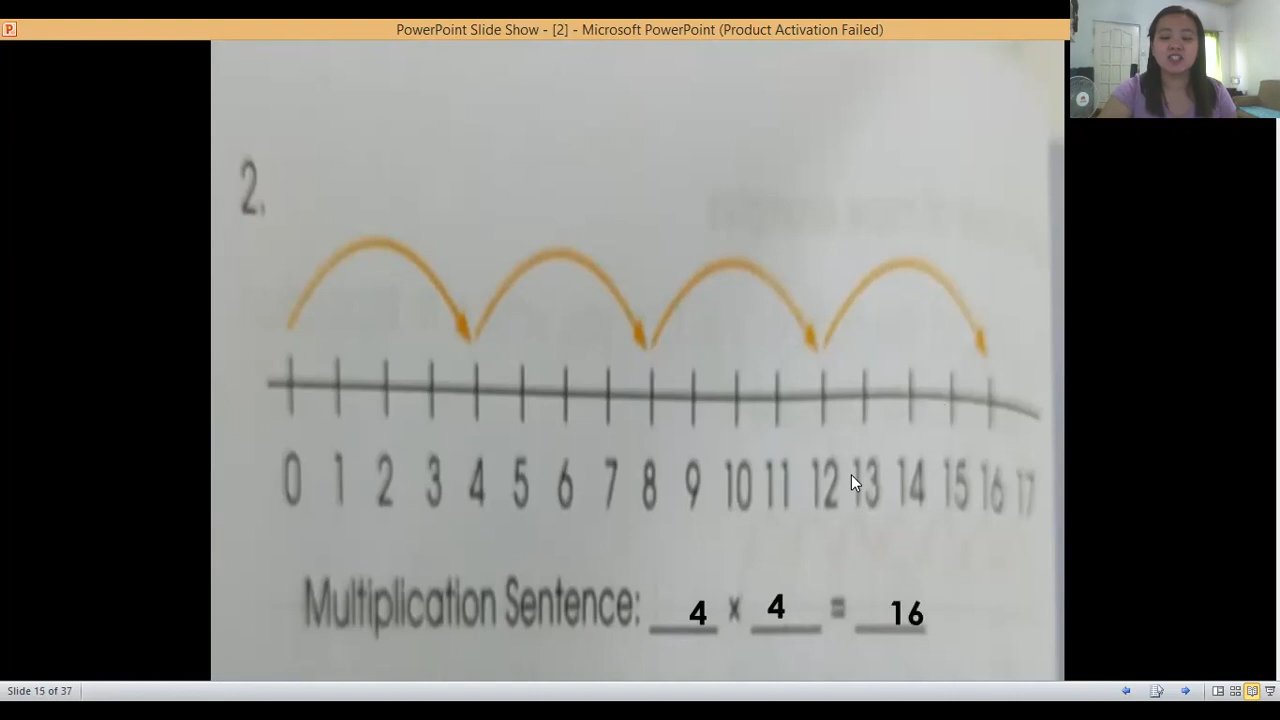 PowerPoint Slide Show - [2] - Microsoft PowerPoint (Product Activation Failed)
2.
0 1 2 3 4 5 6 7 8 9 10 11 12 13 14 15 16 17
Multiplication Sentence: 4 x 4 = 16
Slide 15 of 37